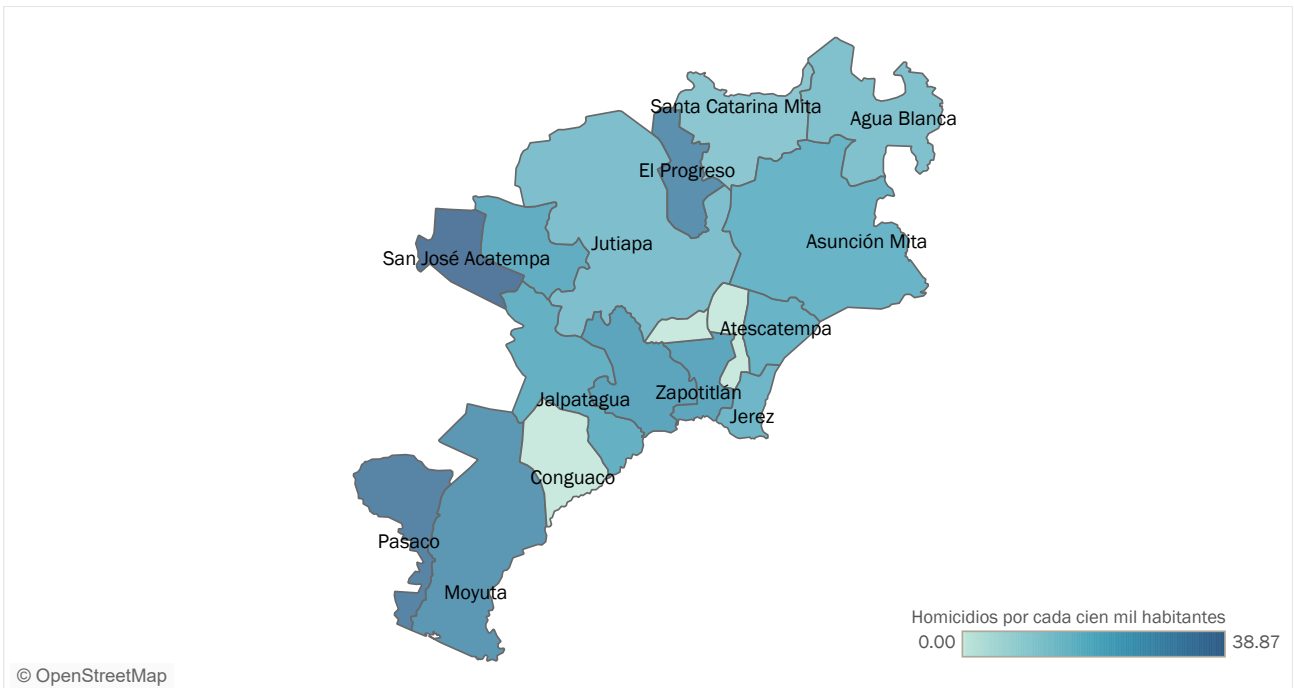 Santa Catarina Mita
Agua Blanca
El Progreso
Asunción Mita
Jutiapa
San José Acatempa
Atescatempa
Zapotitlán
Jalpatagua
Jerez
Conguaco
Pasaco
Moyuta
Homicidios por cada cien mil habitantes
0.00 38.87
© OpenStreetMap